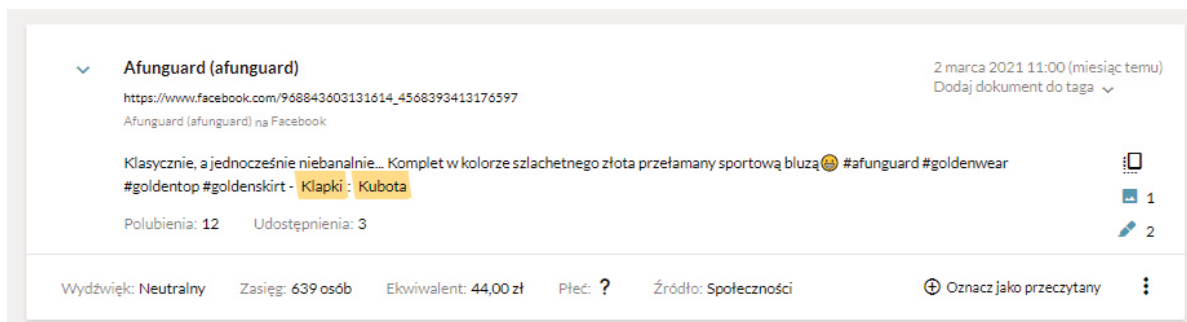 Afunguard (afunguard)
2 marca 2021 11:00 (miesiąc temu)
Dodaj dokument do taga
https://www.facebook.com/968843603131614_4568393413176597
Afunguard (afunguard) na Facebook
Klasycznie, a jednocześnie niebanalnie... Komplet w kolorze szlachetnego złota przełamany sportową bluzą😀 #afunguard #goldenwear
#goldentop #goldenskirt - Klapki : Kubota
1
Polubienia: 12 Udostępnienia: 3
2
Wydźwięk: Neutralny Zasięg: 639 osób Ekwiwalent: 44,00 zł Płeć: ? Źródło: Społeczności Oznacz jako przeczytany